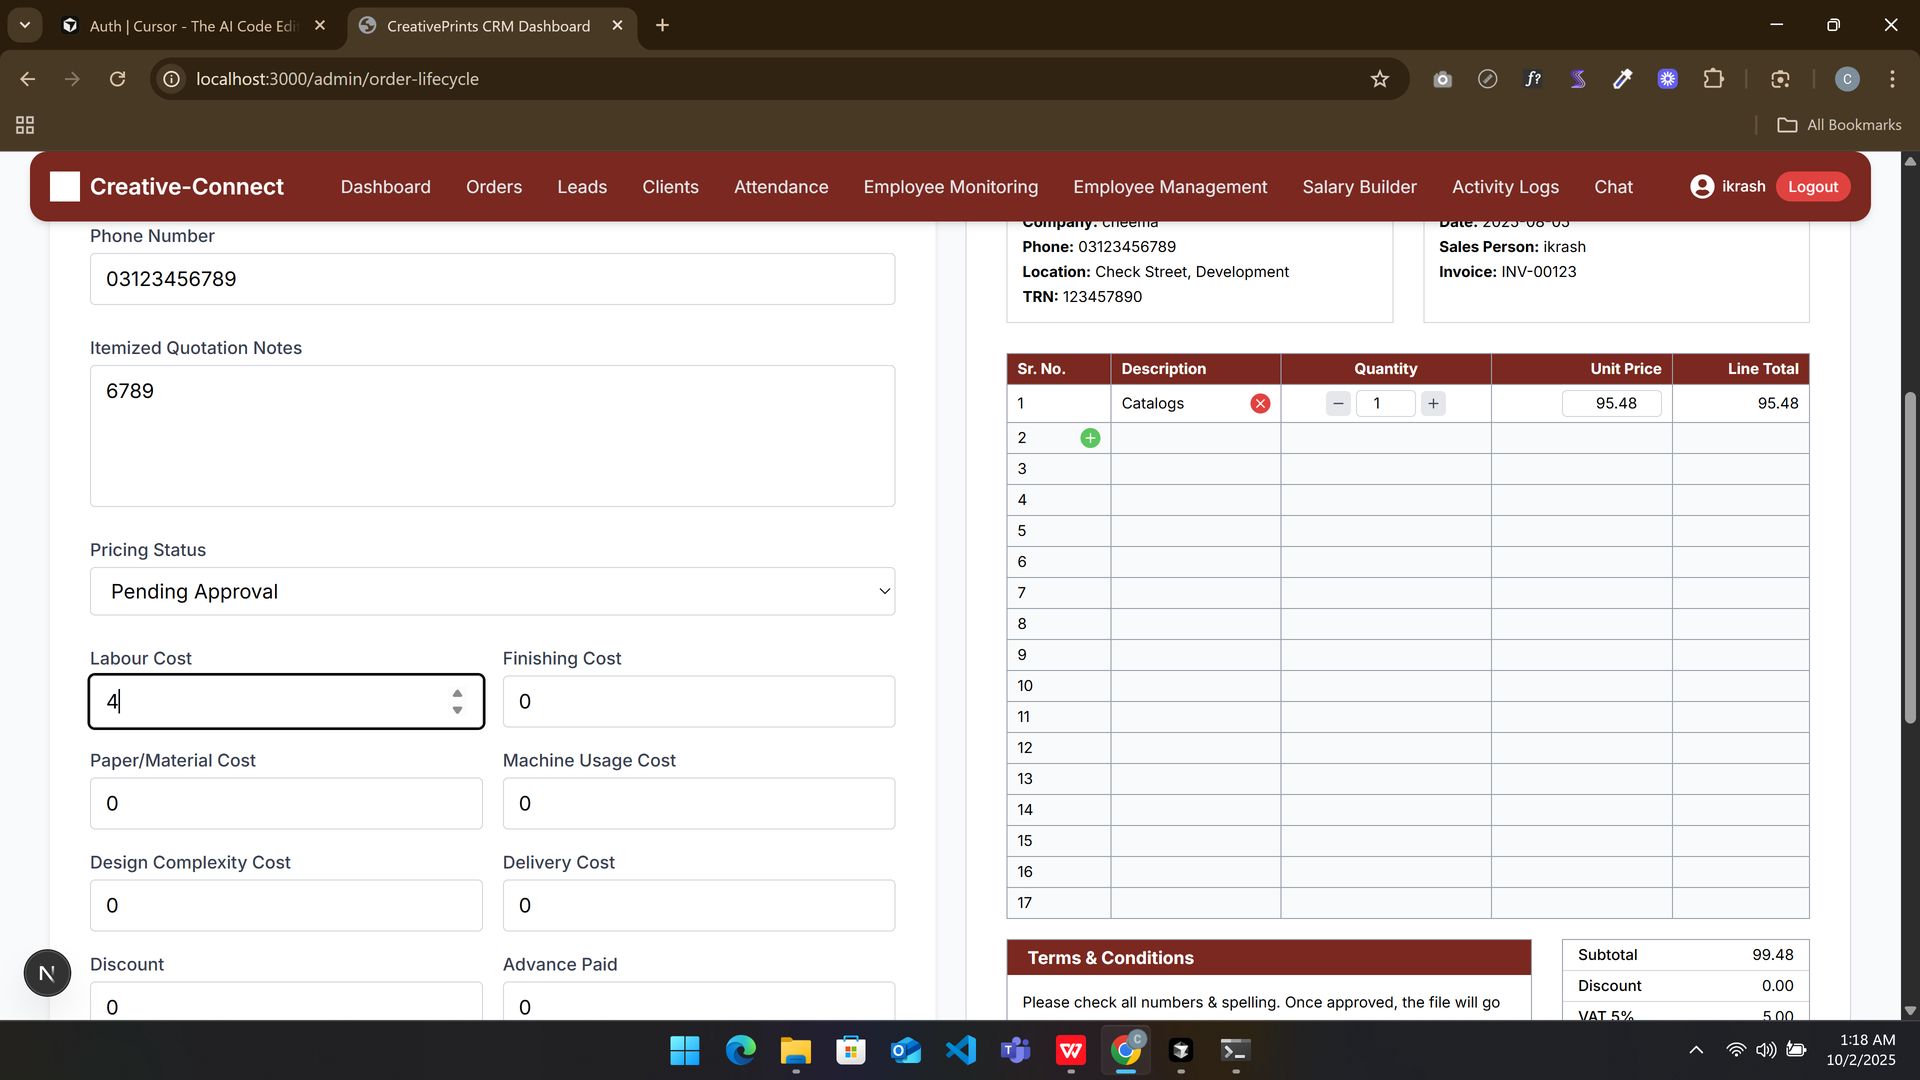 Auth | Cursor - The AI Code Edi
CreativePrints CRM Dashboard
localhost:3000/admin/order-lifecycle
f?
C
All Bookmarks
Creative-Connect
Dashboard
Orders
Leads
Clients
Attendance
Employee Monitoring
Employee Management
Salary Builder
Activity Logs
Chat
ikrash
Logout
Phone Number
03123456789
Itemized Quotation Notes
6789
Pricing Status
Pending Approval
Labour Cost
Finishing Cost
4
0
Paper/Material Cost
Machine Usage Cost
0
0
Design Complexity Cost
Delivery Cost
0
0
Discount
Advance Paid
0
0
N
Company: cheema
Phone: 03123456789
Location: Check Street, Development
TRN: 123457890
Date: 2025-08-05
Sales Person: ikrash
Invoice: INV-00123
Sr. No. Description Quantity Unit Price Line Total
1 Catalogs − 1 + 95.48 95.48
2
3
4
5
6
7
8
9
10
11
12
13
14
15
16
17
Terms & Conditions
Please check all numbers & spelling. Once approved, the file will go
Subtotal 99.48
Discount 0.00
VAT 5% 5.00
1:18 AM
10/2/2025